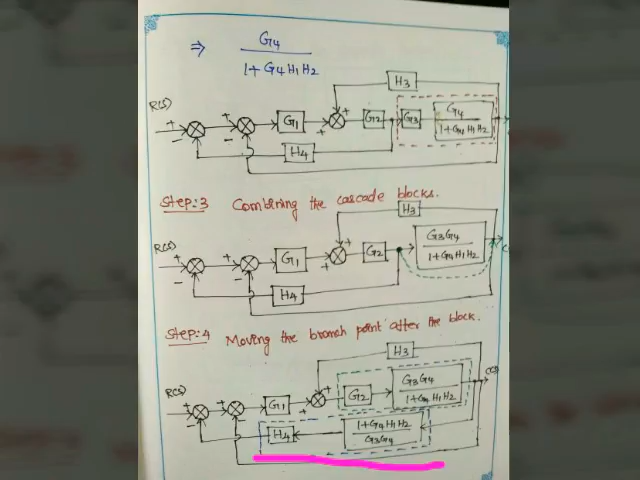 ⇒ G4
1+G4H1H2
H3
R(S)
+
-
+
-
G1
+
+
G2
G3
G4
1+G4H1H2
H4
Step:3 Combining the cascade blocks.
H3
R(S)
+
-
+
-
G1
+
+
G2
G3G4
1+G4H1H2
C
H4
Step:4 Moving the branch point after the block.
H3
R(S)
+
-
-
G1
+
+
G2
G3G4
1+G4H1H2
C(S)
H4
1+G4H1H2
G3G4